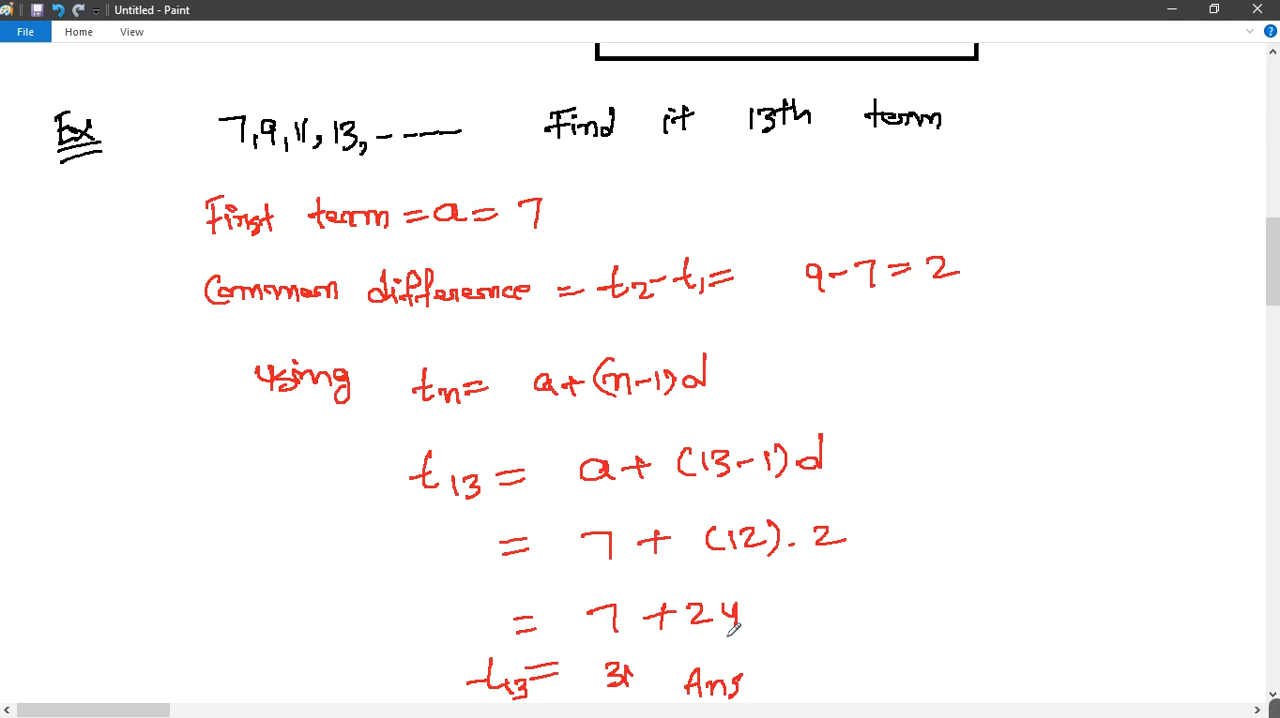 Untitled - Paint
File Home View
Ex 7, 9, 11, 13, ----- Find it 13th term
First term = a = 7
Common difference = t2 - t1 = 9 - 7 = 2
using tn = a + (n - 1) d
t13 = a + (13 - 1) d
= 7 + (12) . 2
= 7 + 24
t13 = 31 Ans